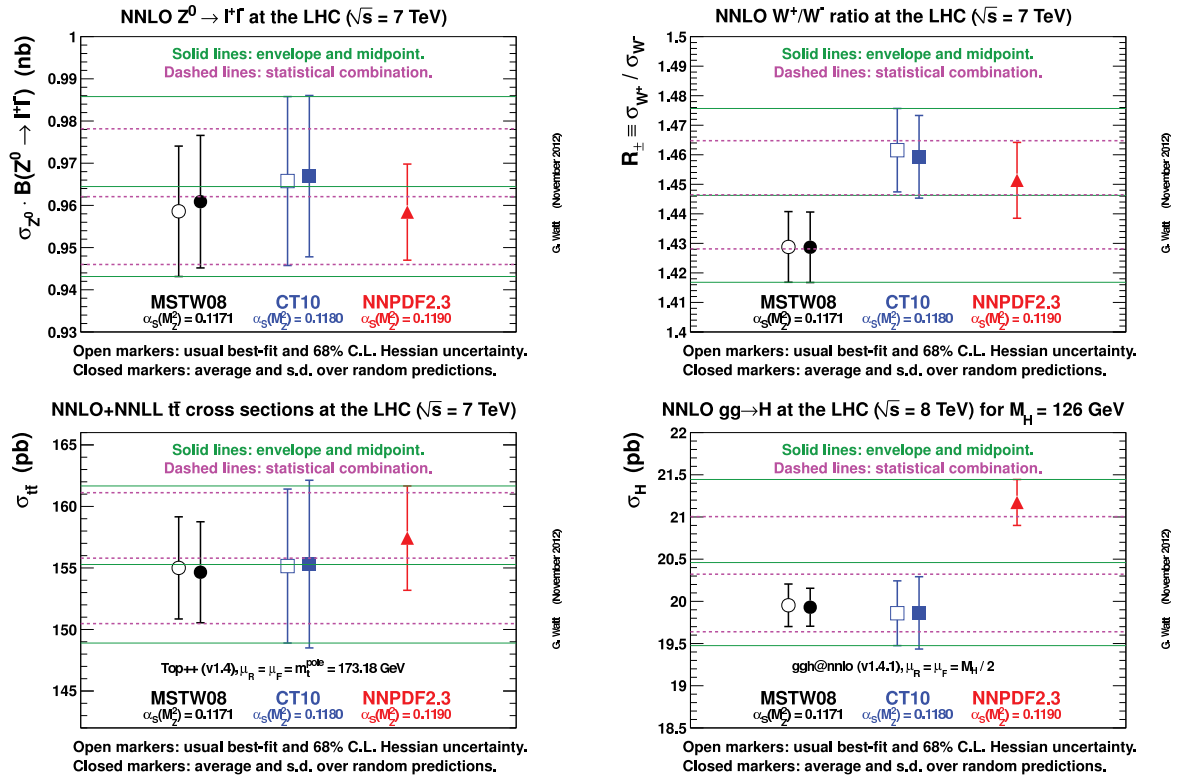 NNLO Z⁰ → l⁺l⁻ at the LHC (√s = 7 TeV)
σ_Z⁰ · B(Z⁰ → l⁺l⁻) (nb)
1
0.99
0.98
0.97
0.96
0.95
0.94
0.93
Solid lines: envelope and midpoint.
Dashed lines: statistical combination.
MSTW08 CT10 NNPDF2.3
α_S(M_Z²) = 0.1171 α_S(M_Z²) = 0.1180 α_S(M_Z²) = 0.1190
G. Watt (November 2012)
Open markers: usual best-fit and 68% C.L. Hessian uncertainty.
Closed markers: average and s.d. over random predictions.
NNLO W⁺/W⁻ ratio at the LHC (√s = 7 TeV)
R_± ≡ σ_W⁺ / σ_W⁻
1.5
1.49
1.48
1.47
1.46
1.45
1.44
1.43
1.42
1.41
1.4
Solid lines: envelope and midpoint.
Dashed lines: statistical combination.
MSTW08 CT10 NNPDF2.3
α_S(M_Z²) = 0.1171 α_S(M_Z²) = 0.1180 α_S(M_Z²) = 0.1190
G. Watt (November 2012)
Open markers: usual best-fit and 68% C.L. Hessian uncertainty.
Closed markers: average and s.d. over random predictions.
NNLO+NNLL tt̄ cross sections at the LHC (√s = 7 TeV)
σ_tt̄ (pb)
165
160
155
150
145
Solid lines: envelope and midpoint.
Dashed lines: statistical combination.
Top++ (v1.4), μ_R = μ_F = m_t^pole = 173.18 GeV
MSTW08 CT10 NNPDF2.3
α_S(M_Z²) = 0.1171 α_S(M_Z²) = 0.1180 α_S(M_Z²) = 0.1190
G. Watt (November 2012)
Open markers: usual best-fit and 68% C.L. Hessian uncertainty.
Closed markers: average and s.d. over random predictions.
NNLO gg→H at the LHC (√s = 8 TeV) for M_H = 126 GeV
σ_H (pb)
22
21.5
21
20.5
20
19.5
19
18.5
Solid lines: envelope and midpoint.
Dashed lines: statistical combination.
ggh@nnlo (v1.4.1), μ_R = μ_F = M_H / 2
MSTW08 CT10 NNPDF2.3
α_S(M_Z²) = 0.1171 α_S(M_Z²) = 0.1180 α_S(M_Z²) = 0.1190
G. Watt (November 2012)
Open markers: usual best-fit and 68% C.L. Hessian uncertainty.
Closed markers: average and s.d. over random predictions.